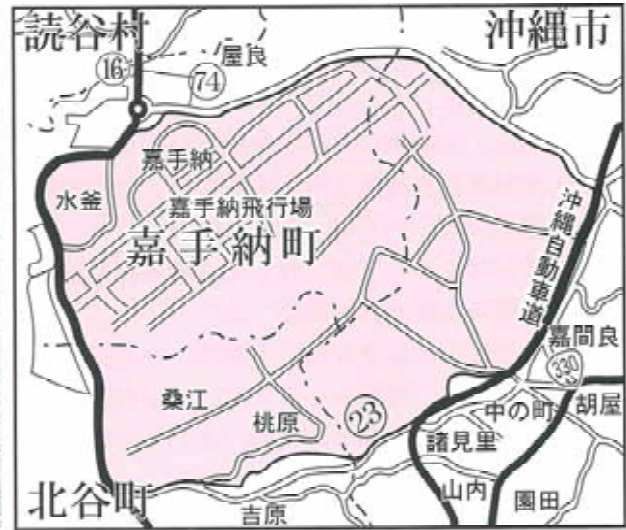 読谷村
沖縄市
16
屋良
74
嘉手納
水釜
嘉手納飛行場
嘉手納町
沖縄自動車道
嘉間良
330
桑江
桃原
23
中の町
胡屋
諸見里
山内
園田
北谷町
吉原